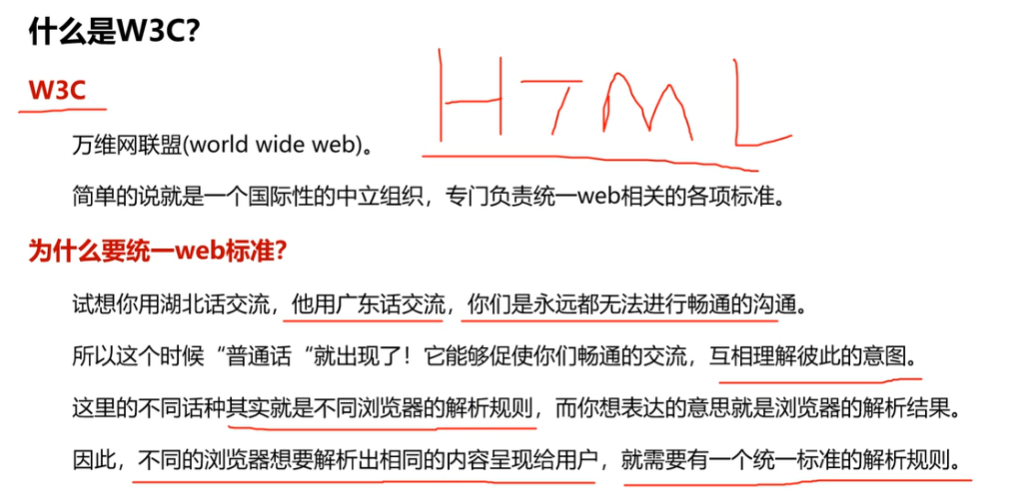 什么是W3C?
W3C
HTML
万维网联盟(world wide web)。
简单的说就是一个国际性的中立组织，专门负责统一web相关的各项标准。
为什么要统一web标准?
试想你用湖北话交流，他用广东话交流，你们是永远都无法进行畅通的沟通。
所以这个时候“普通话“就出现了！它能够促使你们畅通的交流，互相理解彼此的意图。
这里的不同话种其实就是不同浏览器的解析规则，而你想表达的意思就是浏览器的解析结果。
因此，不同的浏览器想要解析出相同的内容呈现给用户，就需要有一个统一标准的解析规则。